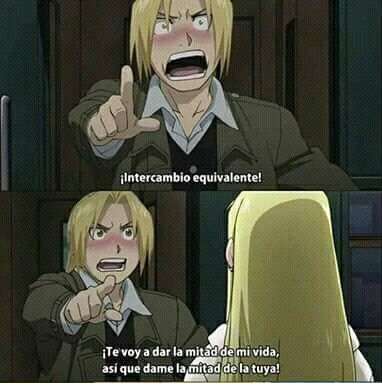 ¡Intercambio equivalente!
¡Te voy a dar la mitad de mi vida,
así que dame la mitad de la tuya!